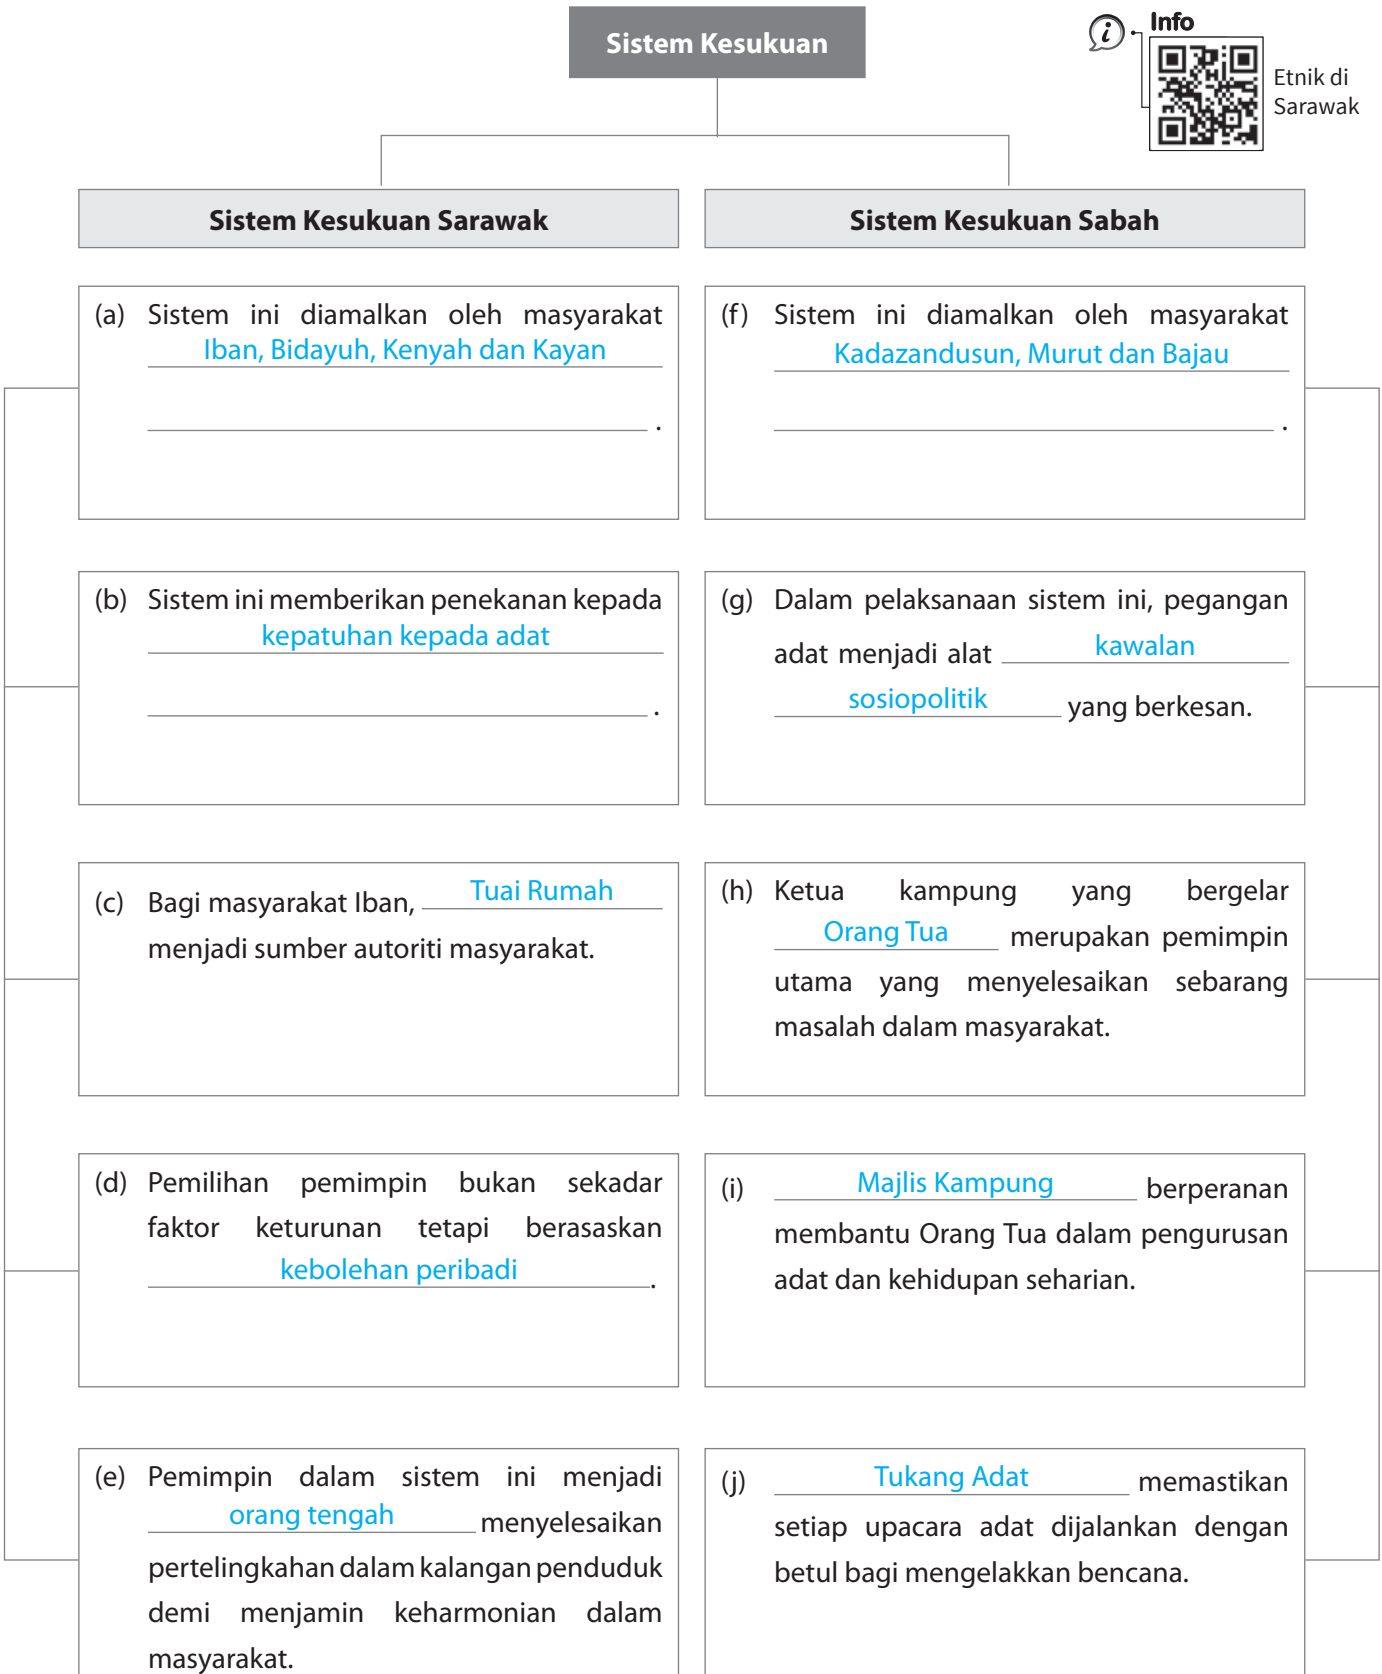 Sistem Kesukuan
Info
Etnik di
Sarawak
Sistem Kesukuan Sarawak
(a) Sistem ini diamalkan oleh masyarakat
Iban, Bidayuh, Kenyah dan Kayan
.
(b) Sistem ini memberikan penekanan kepada
kepatuhan kepada adat
.
(c) Bagi masyarakat Iban, Tuai Rumah
menjadi sumber autoriti masyarakat.
(d) Pemilihan pemimpin bukan sekadar
faktor keturunan tetapi berasaskan
kebolehan peribadi.
(e) Pemimpin dalam sistem ini menjadi
orang tengah menyelesaikan
pertelingkahan dalam kalangan penduduk
demi menjamin keharmonian dalam
masyarakat.
Sistem Kesukuan Sabah
(f) Sistem ini diamalkan oleh masyarakat
Kadazandusun, Murut dan Bajau
.
(g) Dalam pelaksanaan sistem ini, pegangan
adat menjadi alat kawalan
sosiopolitik yang berkesan.
(h) Ketua kampung yang bergelar
Orang Tua merupakan pemimpin
utama yang menyelesaikan sebarang
masalah dalam masyarakat.
(i) Majlis Kampung berperanan
membantu Orang Tua dalam pengurusan
adat dan kehidupan seharian.
(j) Tukang Adat memastikan
setiap upacara adat dijalankan dengan
betul bagi mengelakkan bencana.